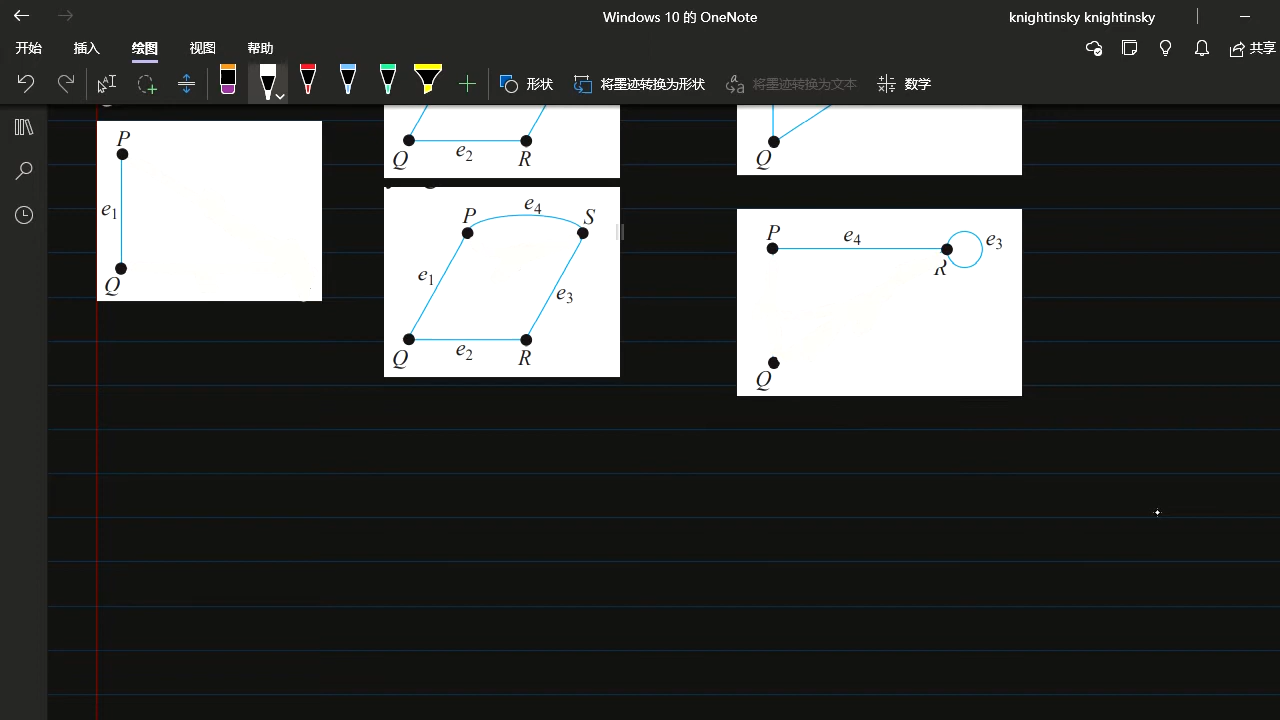 Windows 10 的 OneNote
knightinsky knightinsky
开始 插入 绘图 视图 帮助
共享
形状 将墨迹转换为形状 将墨迹转换为文本 数学
P
e1
Q
e2
Q R
e4
P S
e1
e3
e2
Q R
Q
P e4 e3
R
Q